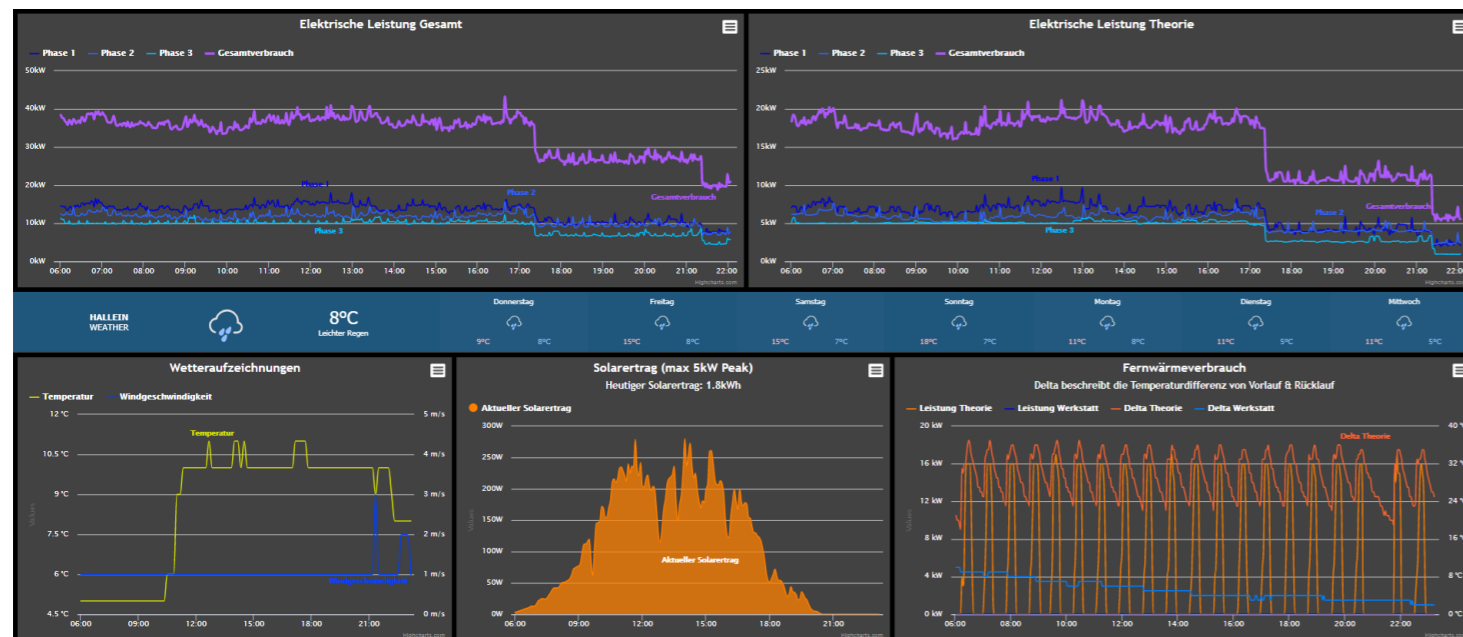 Elektrische Leistung Gesamt
Phase 1 Phase 2 Phase 3 Gesamtverbrauch
50kW
40kW
30kW
20kW
10kW
0kW
Phase 1
Phase 2
Gesamtverbrauch
Phase 3
06:00 07:00 08:00 09:00 10:00 11:00 12:00 13:00 14:00 15:00 16:00 17:00 18:00 19:00 20:00 21:00 22:00
Highcharts.com
Elektrische Leistung Theorie
Phase 1 Phase 2 Phase 3 Gesamtverbrauch
25kW
20kW
15kW
10kW
5kW
0kW
Phase 1
Gesamtverbrauch
Phase 2
Phase 3
06:00 07:00 08:00 09:00 10:00 11:00 12:00 13:00 14:00 15:00 16:00 17:00 18:00 19:00 20:00 21:00 22:00
Highcharts.com
HALLEIN
WEATHER
8°C
Leichter Regen
Donnerstag
9°C 8°C
Freitag
15°C 8°C
Samstag
15°C 7°C
Sonntag
18°C 7°C
Montag
11°C 8°C
Dienstag
11°C 5°C
Mittwoch
11°C 5°C
Wetteraufzeichnungen
Temperatur Windgeschwindigkeit
12 °C 5 m/s
10.5 °C 4 m/s
9 °C 3 m/s
7.5 °C 2 m/s
6 °C 1 m/s
4.5 °C 0 m/s
Values
Temperatur
Windgeschwindigkeit
06:00 09:00 12:00 15:00 18:00 21:00
Highcharts.com
Solarertrag (max 5kW Peak)
Heutiger Solarertrag: 1.8kWh
Aktueller Solarertrag
300W
250W
200W
150W
100W
50W
0W
Values
Aktueller Solarertrag
06:00 09:00 12:00 15:00 18:00 21:00
Highcharts.com
Fernwärmeverbrauch
Delta beschreibt die Temperaturdifferenz von Vorlauf & Rücklauf
Leistung Theorie Leistung Werkstatt Delta Theorie Delta Werkstatt
20 kW
16 kW
12 kW
8 kW
4 kW
0 kW
Values
Delta Theorie
06:00 08:00 10:00 12:00 14:00 16:00 18:00 20:00 22:00
Highcharts.com